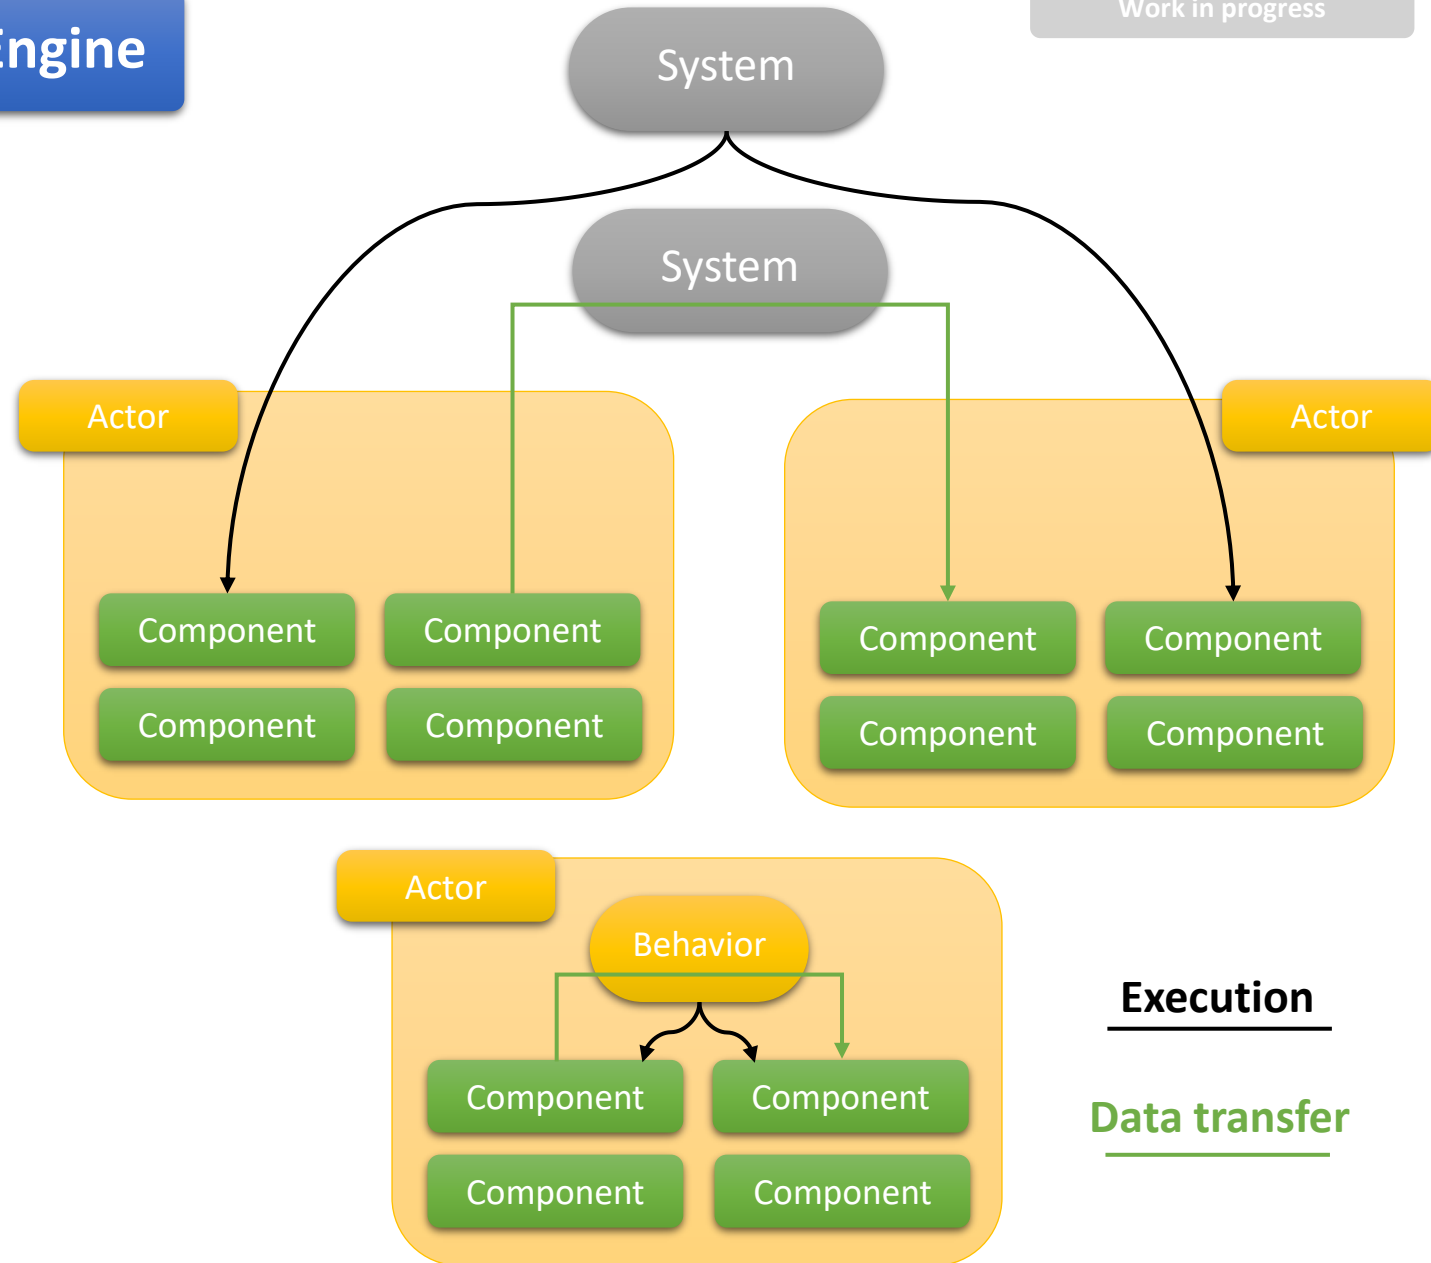 Engine
Work in progress
System
System
Actor
Actor
Component
Component
Component
Component
Component
Component
Component
Component
Actor
Behavior
Execution
Component
Component
Data transfer
Component
Component